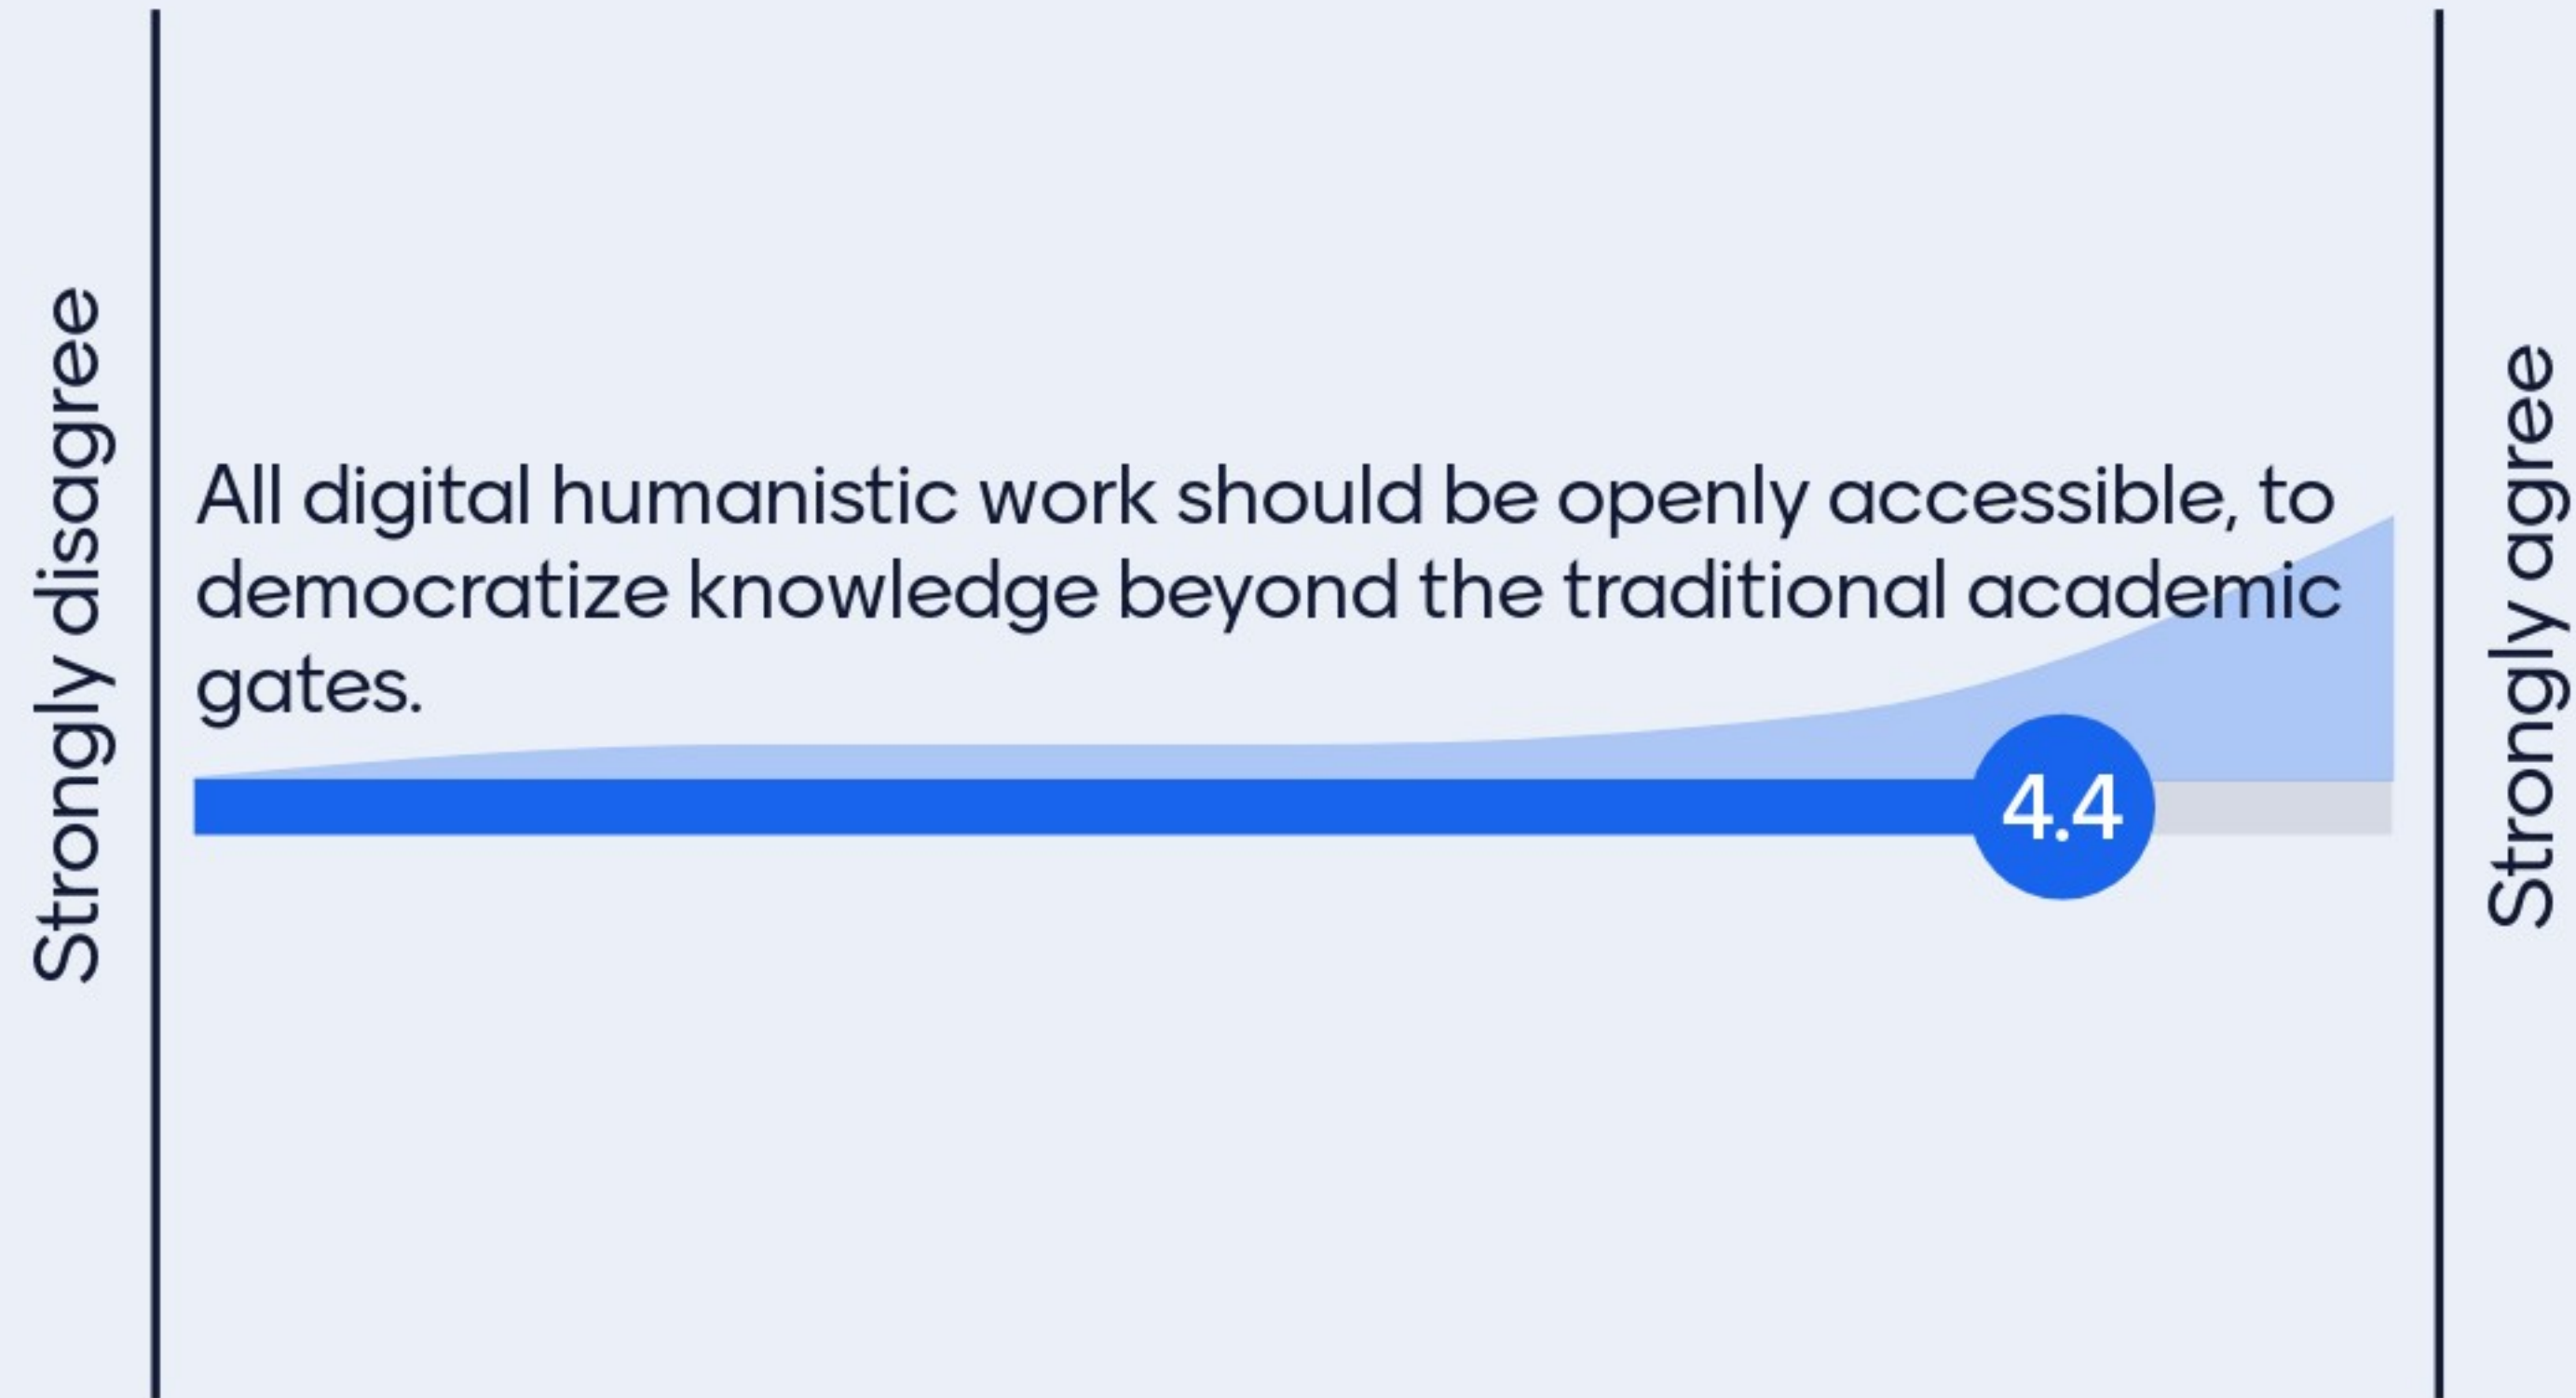 Strongly disagree
All digital humanistic work should be openly accessible, to
democratize knowledge beyond the traditional academic
gates.
4.4
Strongly agree